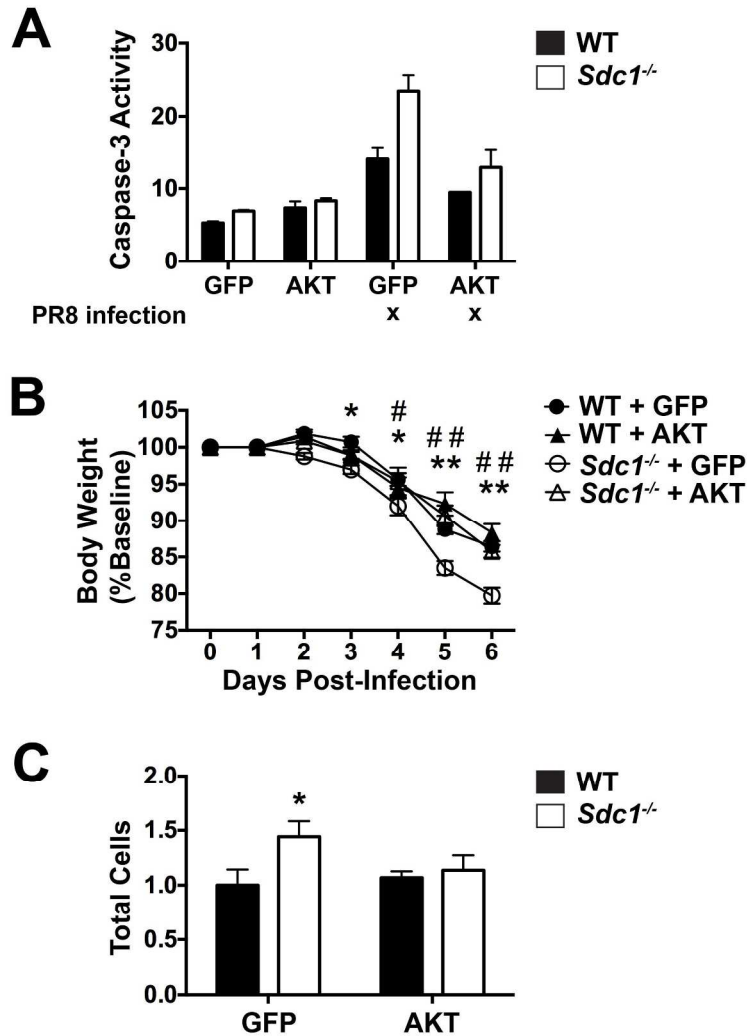 A
Caspase-3 Activity
30
20
10
0
GFP AKT GFP AKT
PR8 infection x x
WT
Sdc1-/-
B
Body Weight
(%Baseline)
105
100
95
90
85
80
75
* # * ## ** ## **
0 1 2 3 4 5 6
Days Post-Infection
WT + GFP
WT + AKT
Sdc1-/- + GFP
Sdc1-/- + AKT
C
Total Cells
2.0
1.5
1.0
0.5
0.0
*
GFP AKT
WT
Sdc1-/-